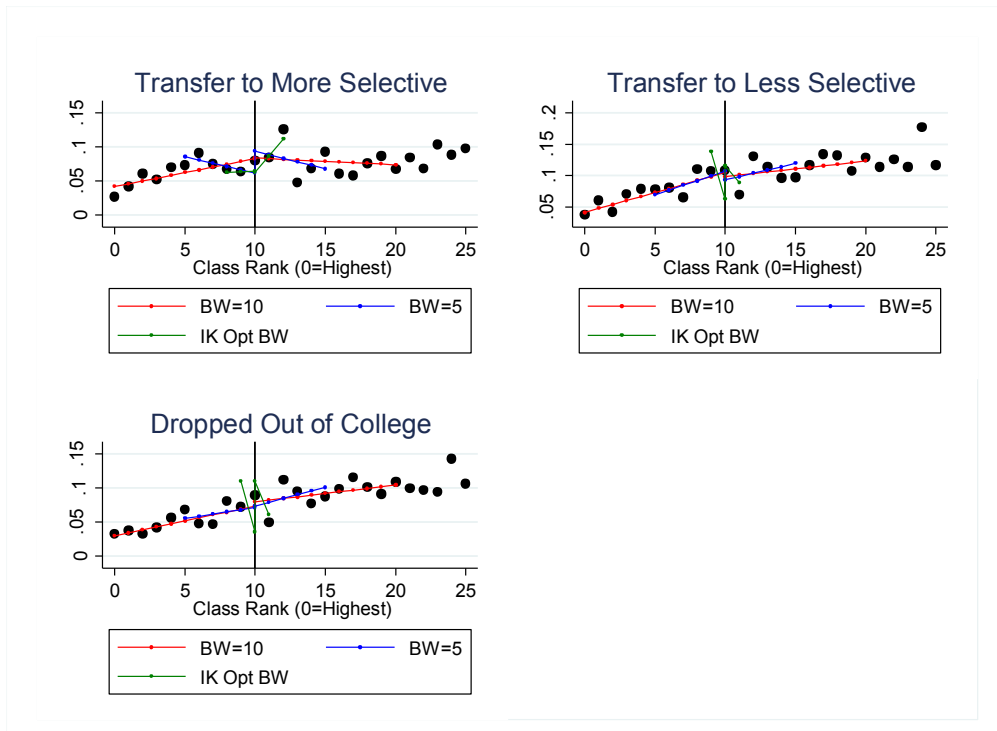 Transfer to More Selective
0 .05 .1 .15
0 5 10 15 20 25
Class Rank (0=Highest)
BW=10 BW=5
IK Opt BW
Transfer to Less Selective
.05 .1 .15 .2
0 5 10 15 20 25
Class Rank (0=Highest)
BW=10 BW=5
IK Opt BW
Dropped Out of College
0 .05 .1 .15
0 5 10 15 20 25
Class Rank (0=Highest)
BW=10 BW=5
IK Opt BW